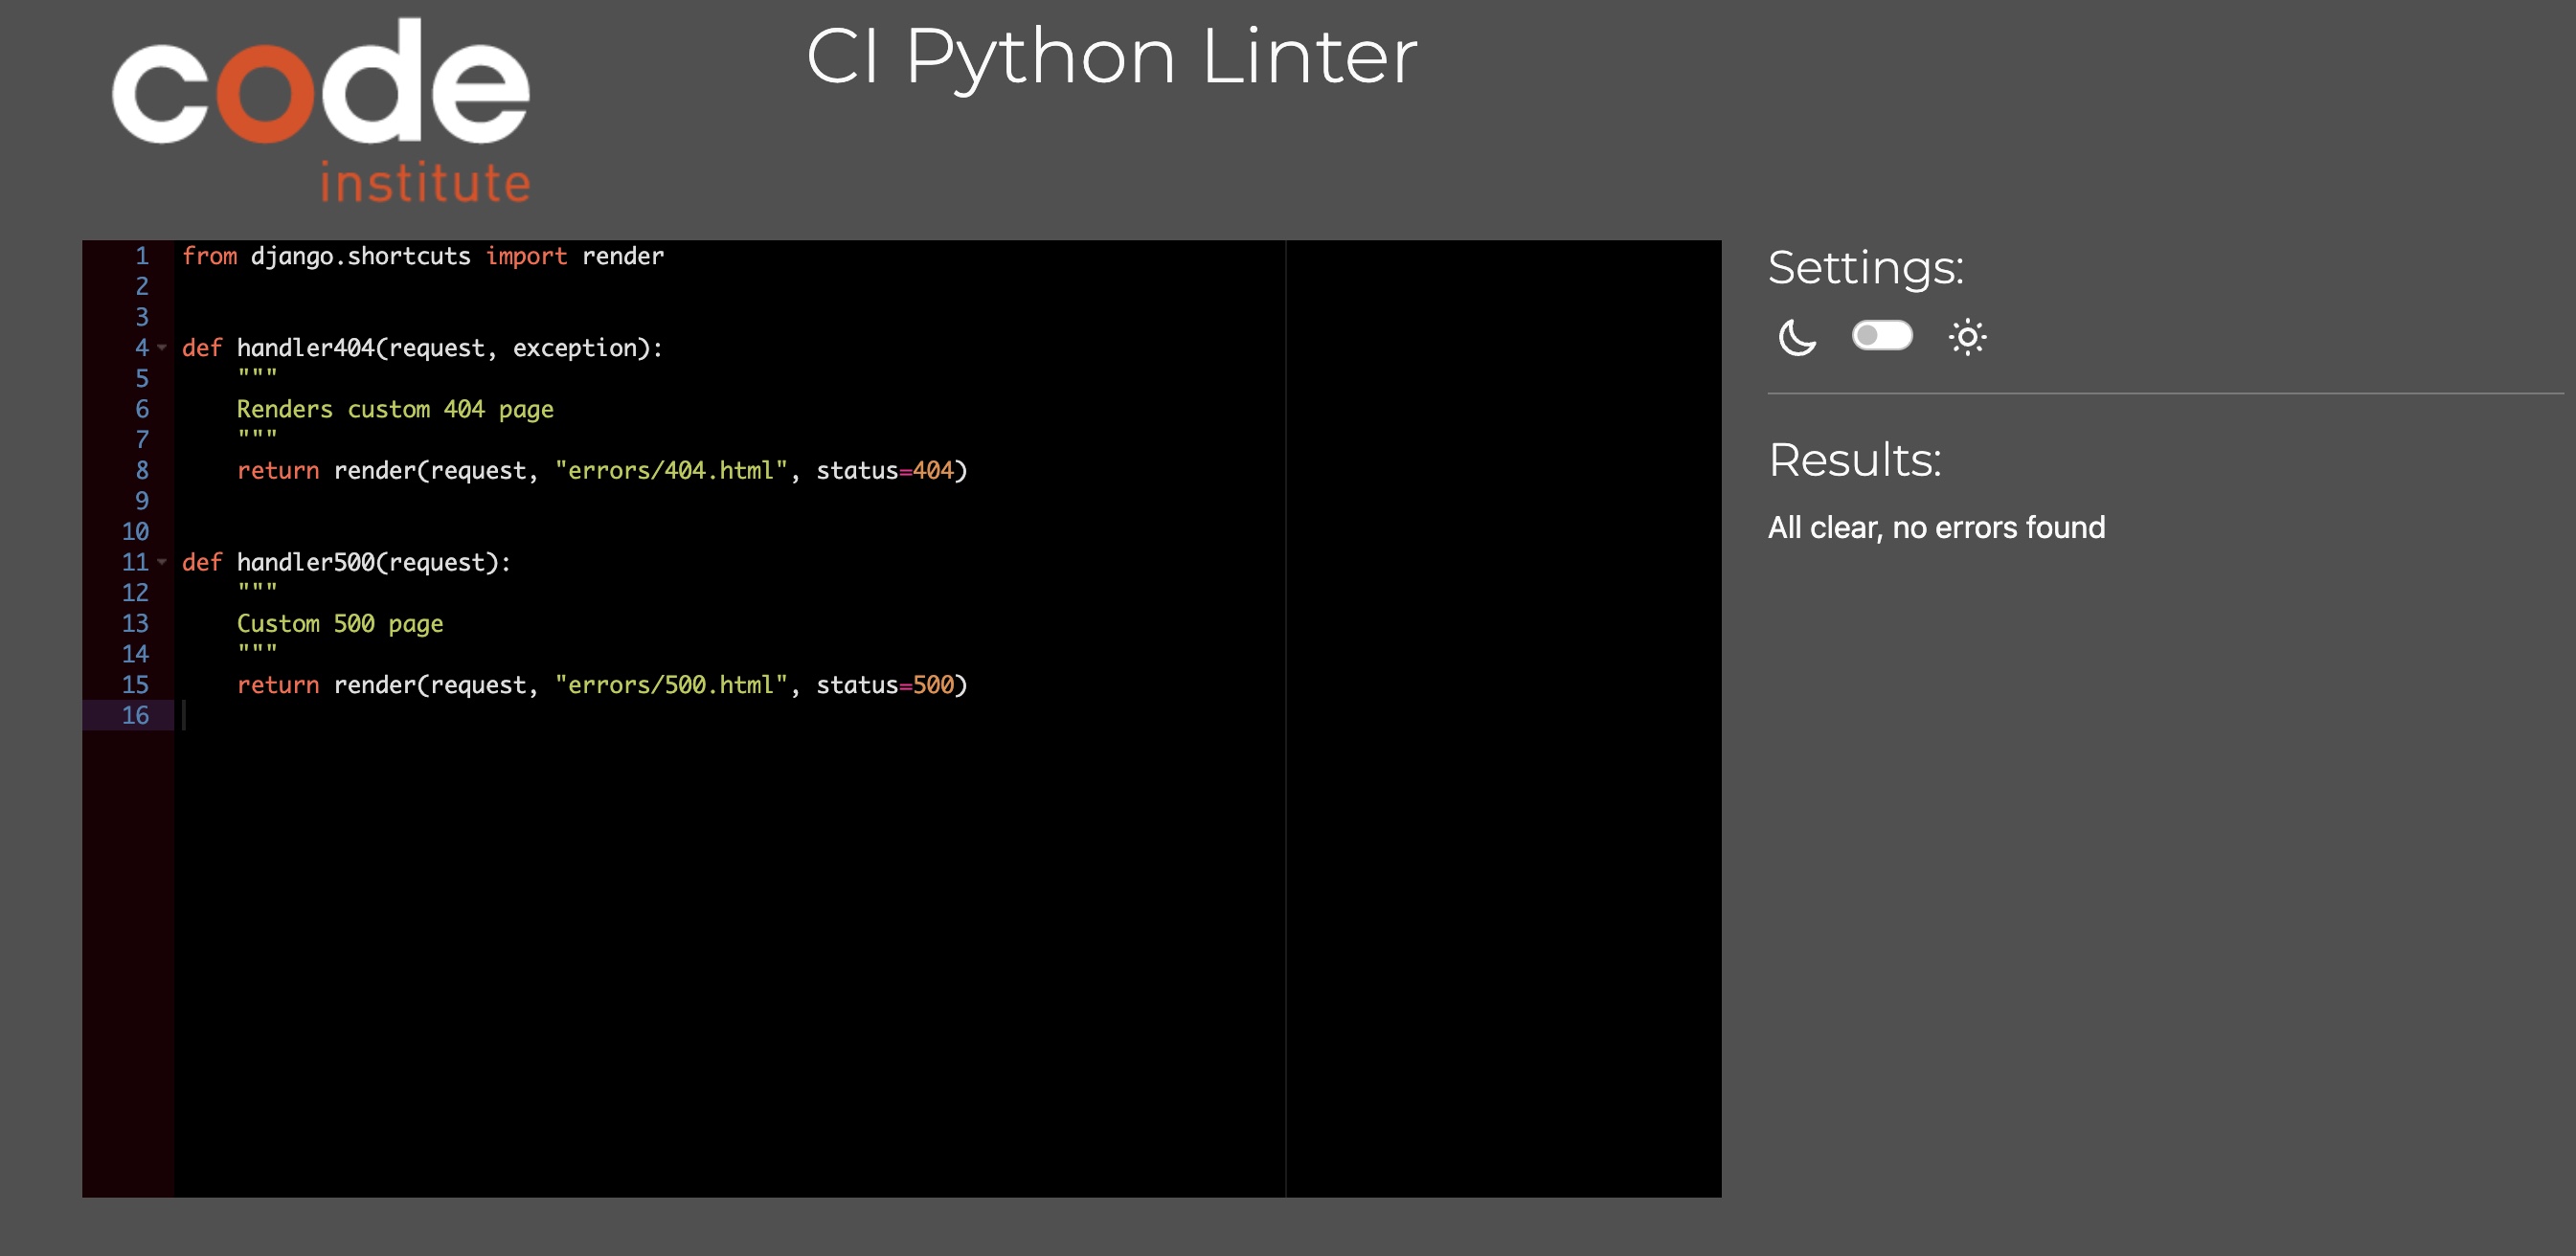 code
institute
CI Python Linter
1 from django.shortcuts import render
2
3
4 def handler404(request, exception):
5     """
6     Renders custom 404 page
7     """
8     return render(request, "errors/404.html", status=404)
9
10
11 def handler500(request):
12     """
13     Custom 500 page
14     """
15     return render(request, "errors/500.html", status=500)
16
Settings:
Results:
All clear, no errors found